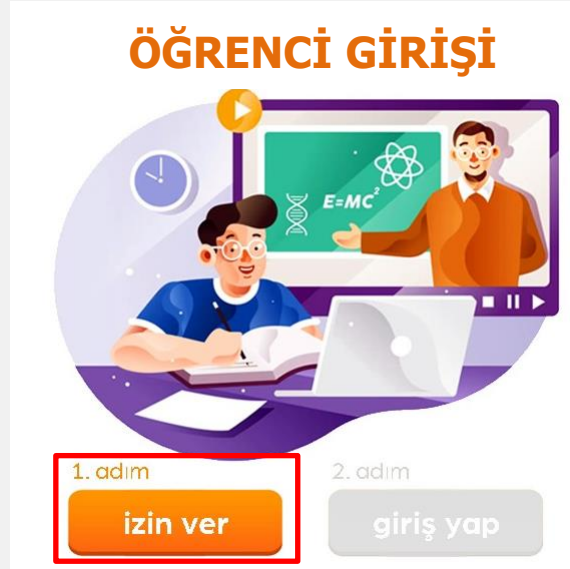 ÖĞRENCİ GİRİŞİ
E=MC²
1. adım
2. adım
izin ver
giriş yap